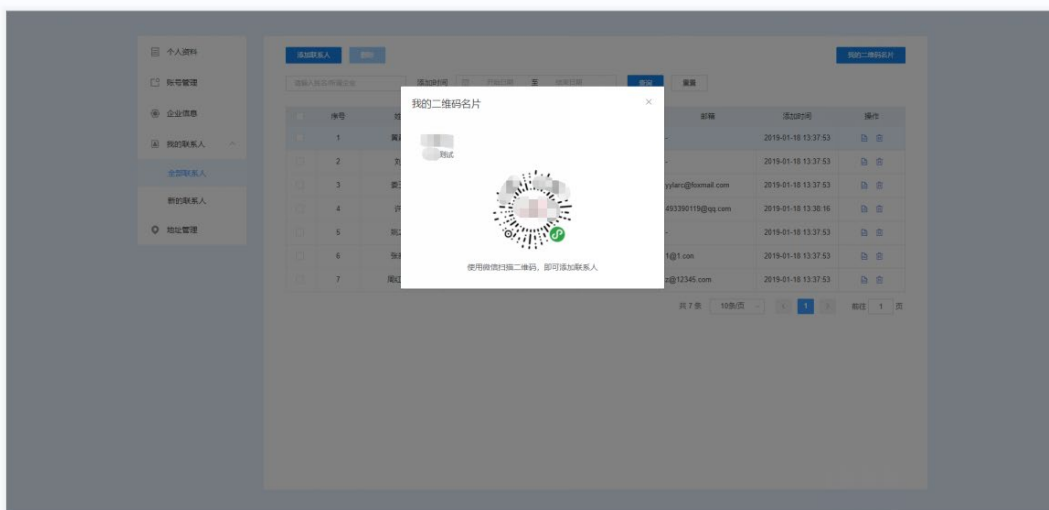 个人资料
账号管理
企业信息
我的联系人
全部联系人
新的联系人
地址管理
添加联系人 删除 我的二维码名片
添加时间 开始日期 至 结束日期 查询 重置
序号 邮箱 添加时间 操作
1 - 2019-01-18 13:37:53
2 - 2019-01-18 13:37:53
3 yylarc@foxmail.com 2019-01-18 13:37:53
4 493390119@qq.com 2019-01-18 13:38:16
5 - 2019-01-18 13:37:53
6 1@1.con 2019-01-18 13:37:53
7 z@12345.com 2019-01-18 13:37:53
共 7 条 10条/页 1 前往 1 页
我的二维码名片
测试
使用微信扫描二维码，即可添加联系人